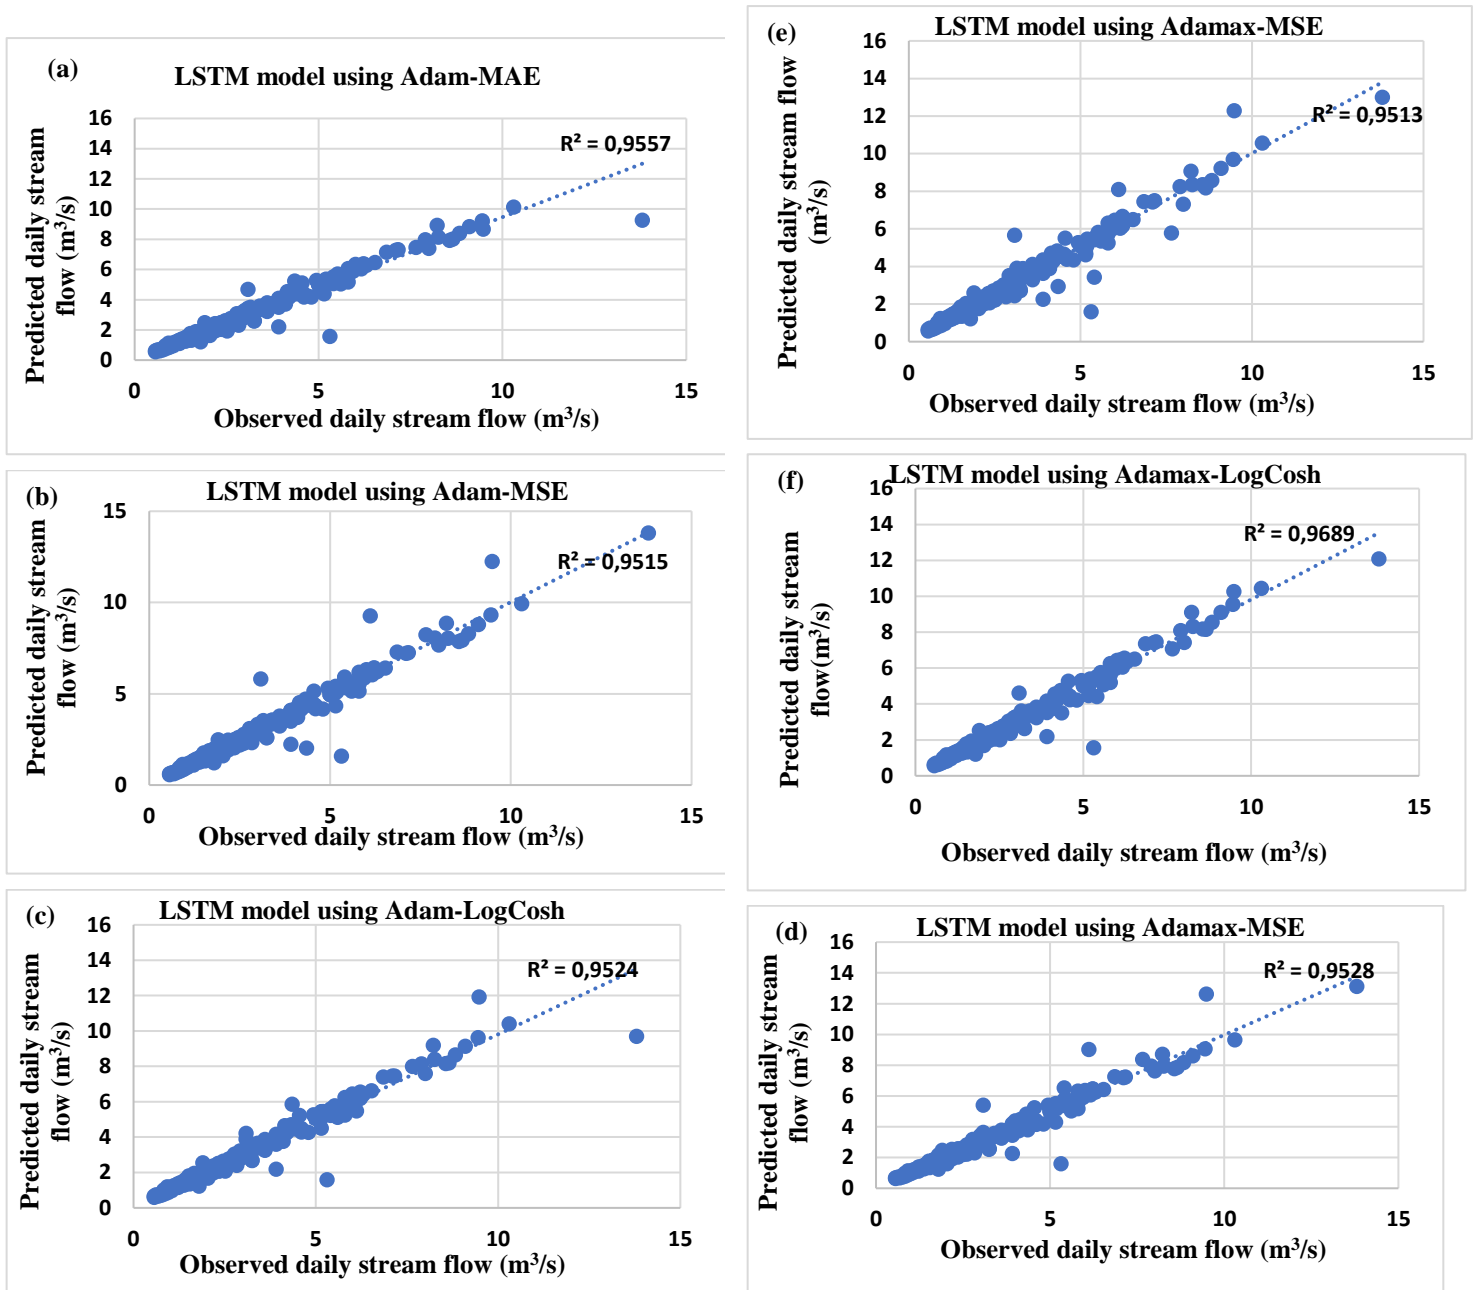 (a)
LSTM model using Adam-MAE
Predicted daily stream
flow (m³/s)
16
14
12
10
8
6
4
2
0
R² = 0,9557
0 5 10 15
Observed daily stream flow (m³/s)
(b)
LSTM model using Adam-MSE
Predicted daily stream
flow (m³/s)
15
10
5
0
R² = 0,9515
0 5 10 15
Observed daily stream flow (m³/s)
(c)
LSTM model using Adam-LogCosh
Predicted daily stream
flow (m³/s)
16
14
12
10
8
6
4
2
0
R² = 0,9524
0 5 10 15
Observed daily stream flow (m³/s)
(e)
LSTM model using Adamax-MSE
Predicted daily stream flow
(m³/s)
16
14
12
10
8
6
4
2
0
R² = 0,9513
0 5 10 15
Observed daily stream flow (m³/s)
(f)
LSTM model using Adamax-LogCosh
Predicted daily stream
flow(m³/s)
16
14
12
10
8
6
4
2
0
R² = 0,9689
0 5 10 15
Observed daily stream flow (m³/s)
(d)
LSTM model using Adamax-MSE
Predicted daily stream
flow (m³/s)
16
14
12
10
8
6
4
2
0
R² = 0,9528
0 5 10 15
Observed daily stream flow (m³/s)